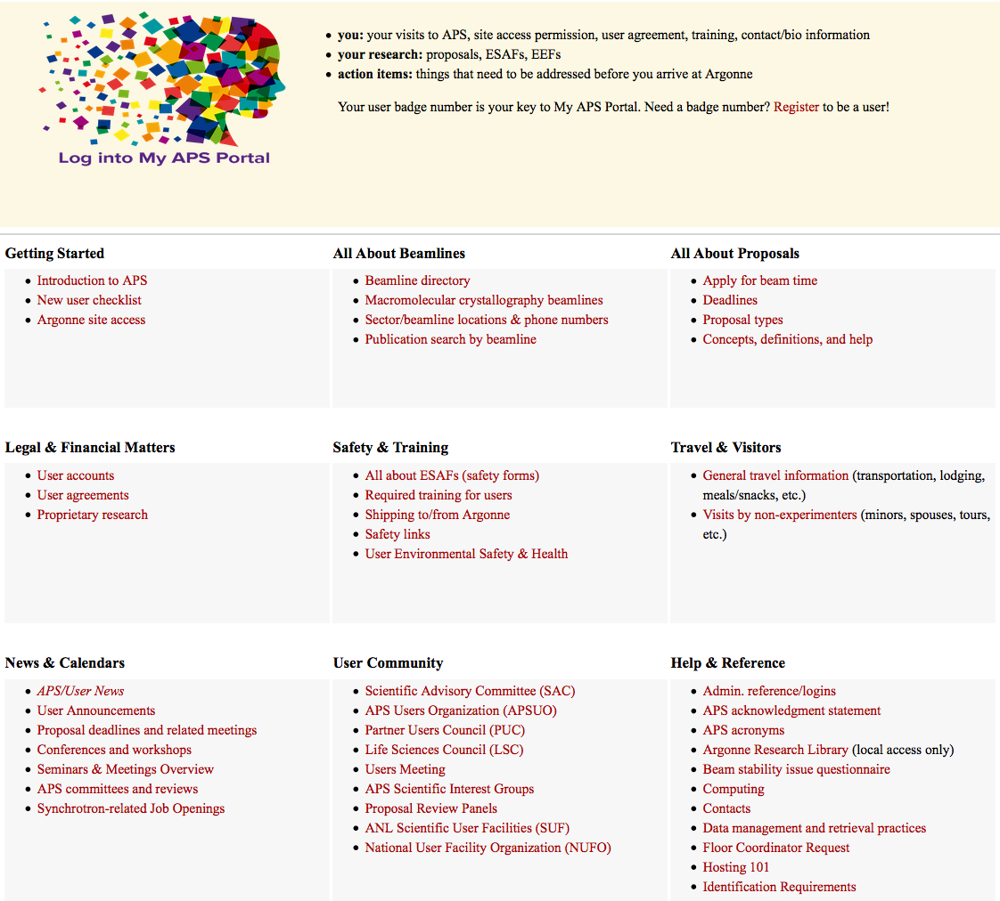 Log into My APS Portal
you: your visits to APS, site access permission, user agreement, training, contact/bio information
your research: proposals, ESAFs, EEFs
action items: things that need to be addressed before you arrive at Argonne
Your user badge number is your key to My APS Portal. Need a badge number? Register to be a user!
Getting Started
Introduction to APS
New user checklist
Argonne site access
All About Beamlines
Beamline directory
Macromolecular crystallography beamlines
Sector/beamline locations & phone numbers
Publication search by beamline
All About Proposals
Apply for beam time
Deadlines
Proposal types
Concepts, definitions, and help
Legal & Financial Matters
User accounts
User agreements
Proprietary research
Safety & Training
All about ESAFs (safety forms)
Required training for users
Shipping to/from Argonne
Safety links
User Environmental Safety & Health
Travel & Visitors
General travel information (transportation, lodging,
meals/snacks, etc.)
Visits by non-experimenters (minors, spouses, tours,
etc.)
News & Calendars
APS/User News
User Announcements
Proposal deadlines and related meetings
Conferences and workshops
Seminars & Meetings Overview
APS committees and reviews
Synchrotron-related Job Openings
User Community
Scientific Advisory Committee (SAC)
APS Users Organization (APSUO)
Partner Users Council (PUC)
Life Sciences Council (LSC)
Users Meeting
APS Scientific Interest Groups
Proposal Review Panels
ANL Scientific User Facilities (SUF)
National User Facility Organization (NUFO)
Help & Reference
Admin. reference/logins
APS acknowledgment statement
APS acronyms
Argonne Research Library (local access only)
Beam stability issue questionnaire
Computing
Contacts
Data management and retrieval practices
Floor Coordinator Request
Hosting 101
Identification Requirements